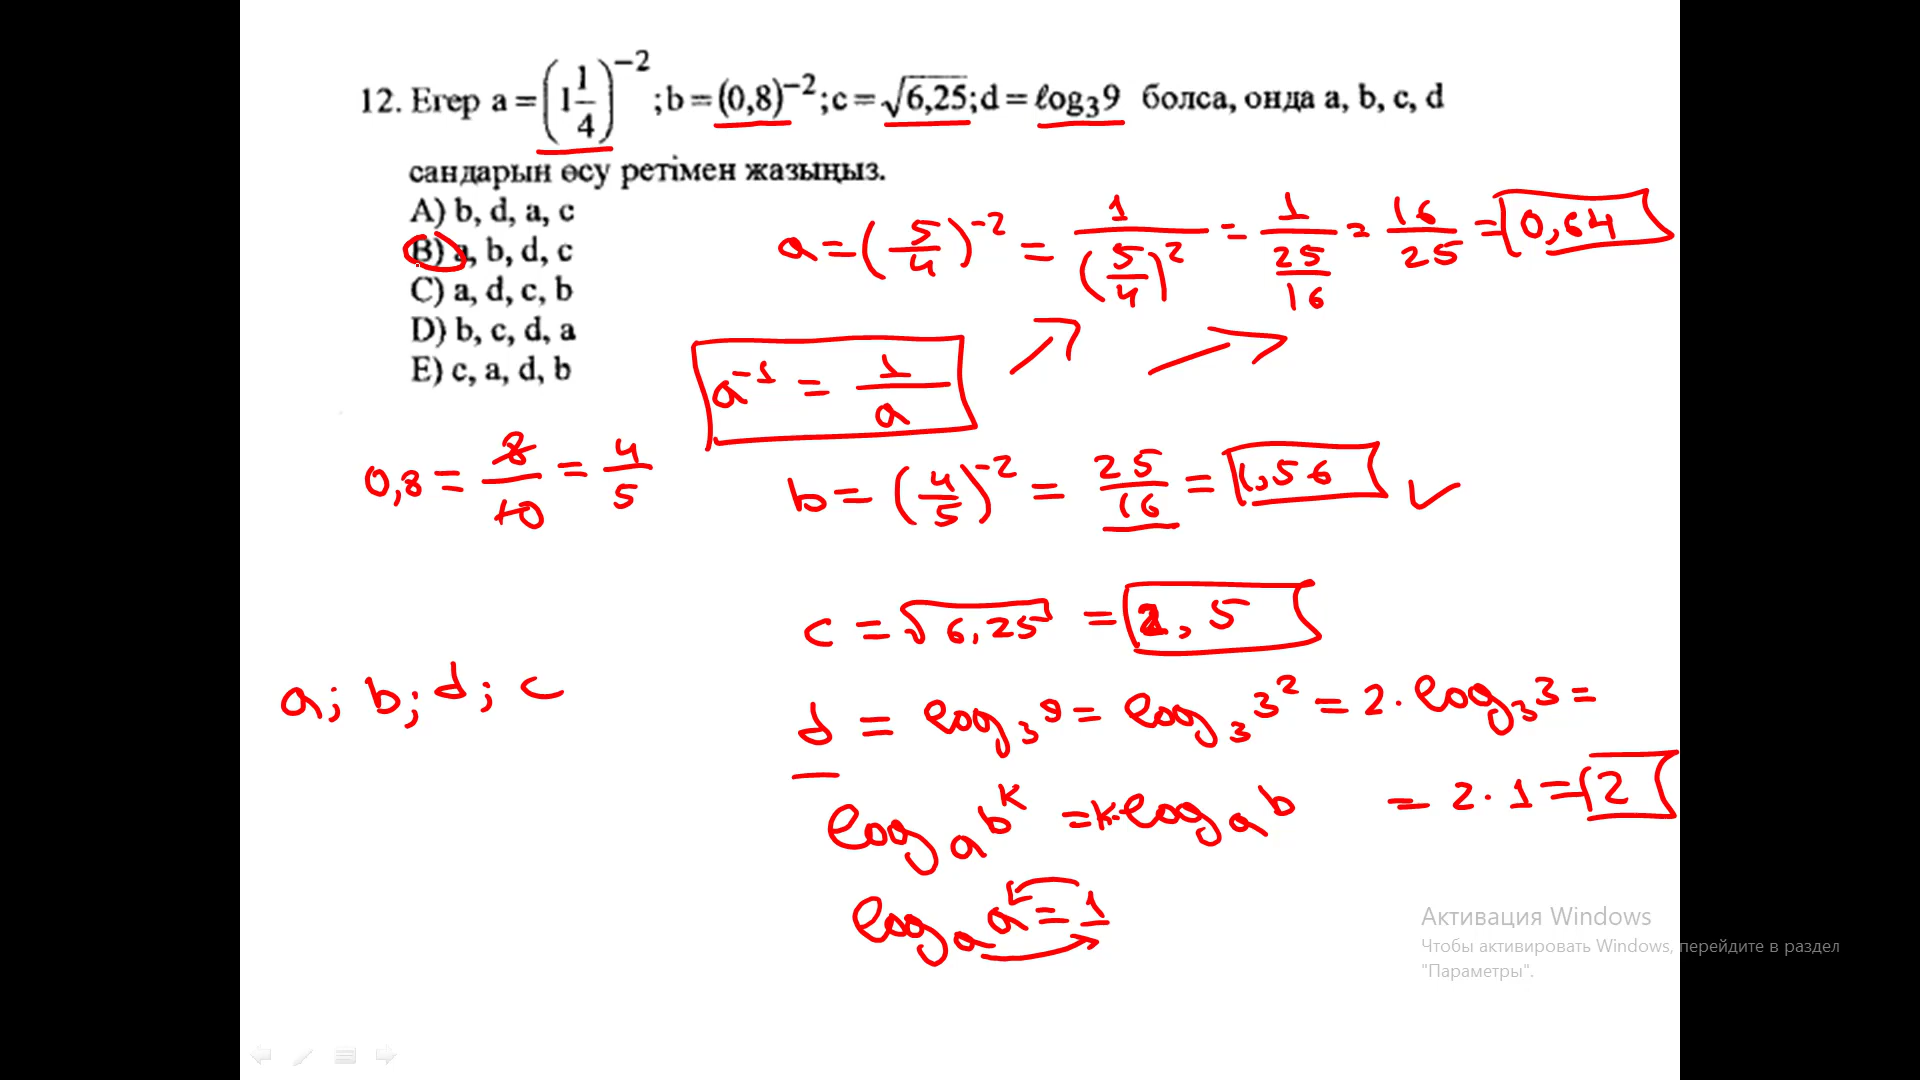 12. Егер a = (1 1/4)^{-2}; b = (0,8)^{-2}; c = √6,25; d = ℓog₃9 болса, онда a, b, c, d
сандарын өсу ретімен жазыңыз.
A) b, d, a, c
B) a, b, d, c
C) a, d, c, b
D) b, c, d, a
E) c, a, d, b
a = (5/4)^{-2} = 1/(5/4)^2 = 1/(25/16) = 16/25 = 0,64
a^{-1} = 1/a
0,8 = 8/10 = 4/5
b = (4/5)^{-2} = 25/16 = 1,56
c = √6,25 = 2,5
a; b; d; c
d = log₃9 = log₃3² = 2·log₃3 =
= 2·1 = 2
log_a b^k = k·log_a b
log_a a = 1
Активация Windows
Чтобы активировать Windows, перейдите в раздел
"Параметры".